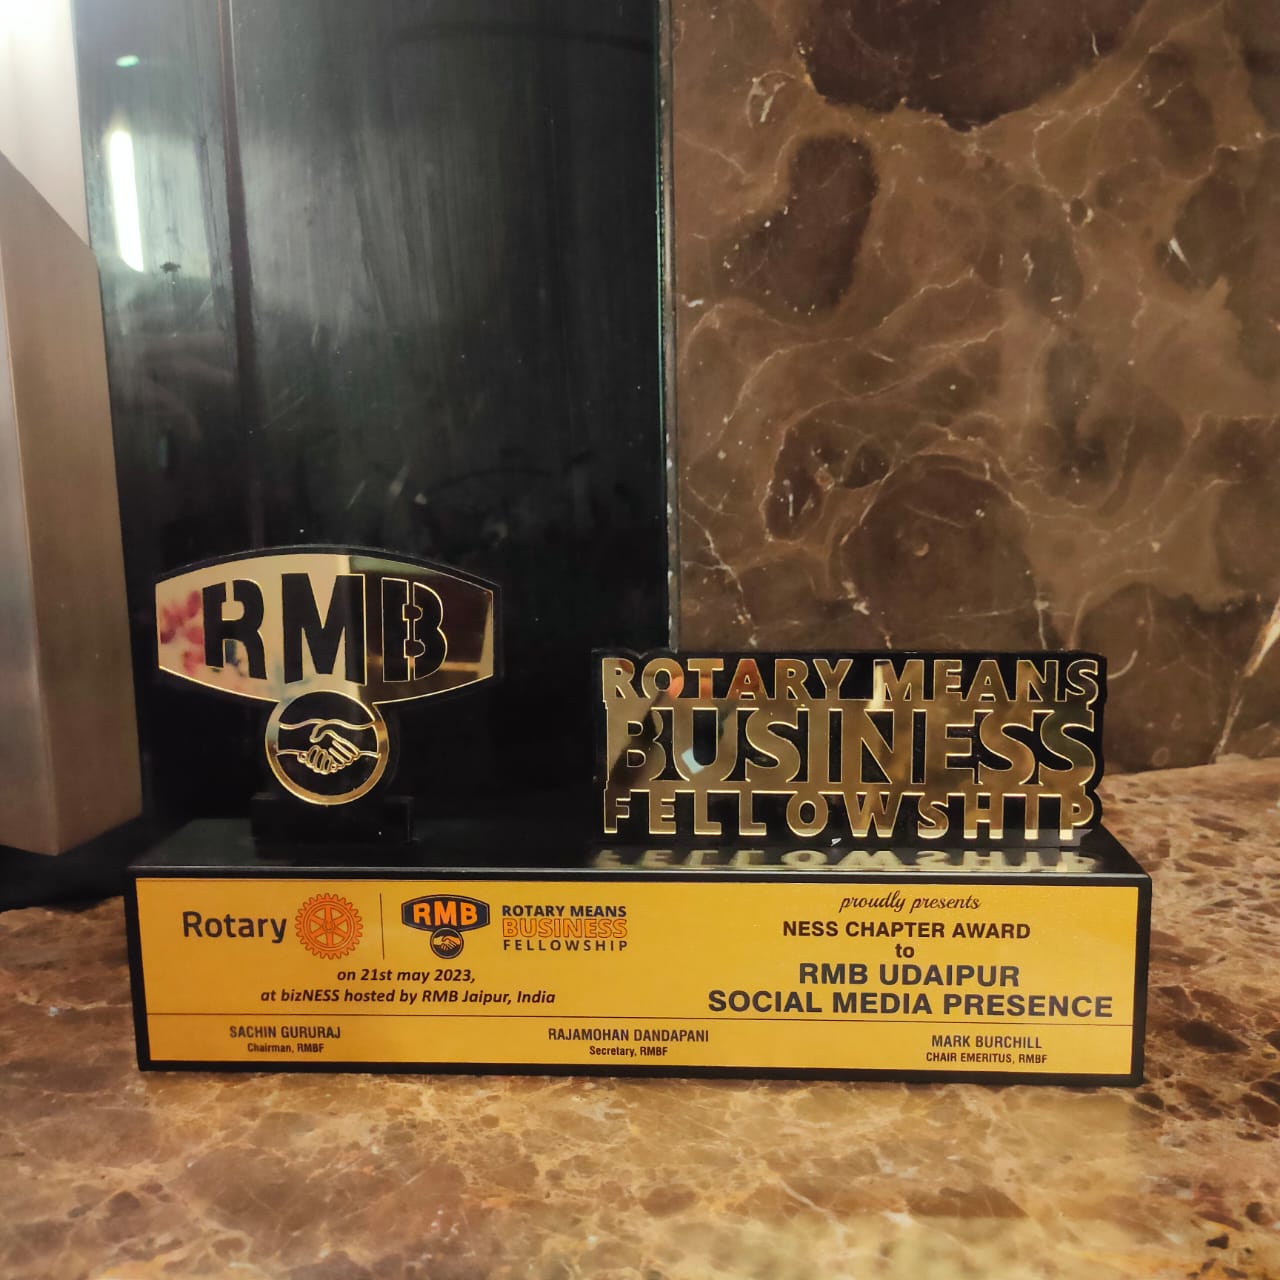 RMB
ROTARY MEANS
BUSINESS
FELLOWSHIP
Rotary
RMB
ROTARY MEANS
BUSINESS
FELLOWSHIP
on 21st may 2023,
at bizNESS hosted by RMB Jaipur, India
proudly presents
NESS CHAPTER AWARD
to
RMB UDAIPUR
SOCIAL MEDIA PRESENCE
SACHIN GURURAJ
Chairman, RMBF
RAJAMOHAN DANDAPANI
Secretary, RMBF
MARK BURCHILL
CHAIR EMERITUS, RMBF